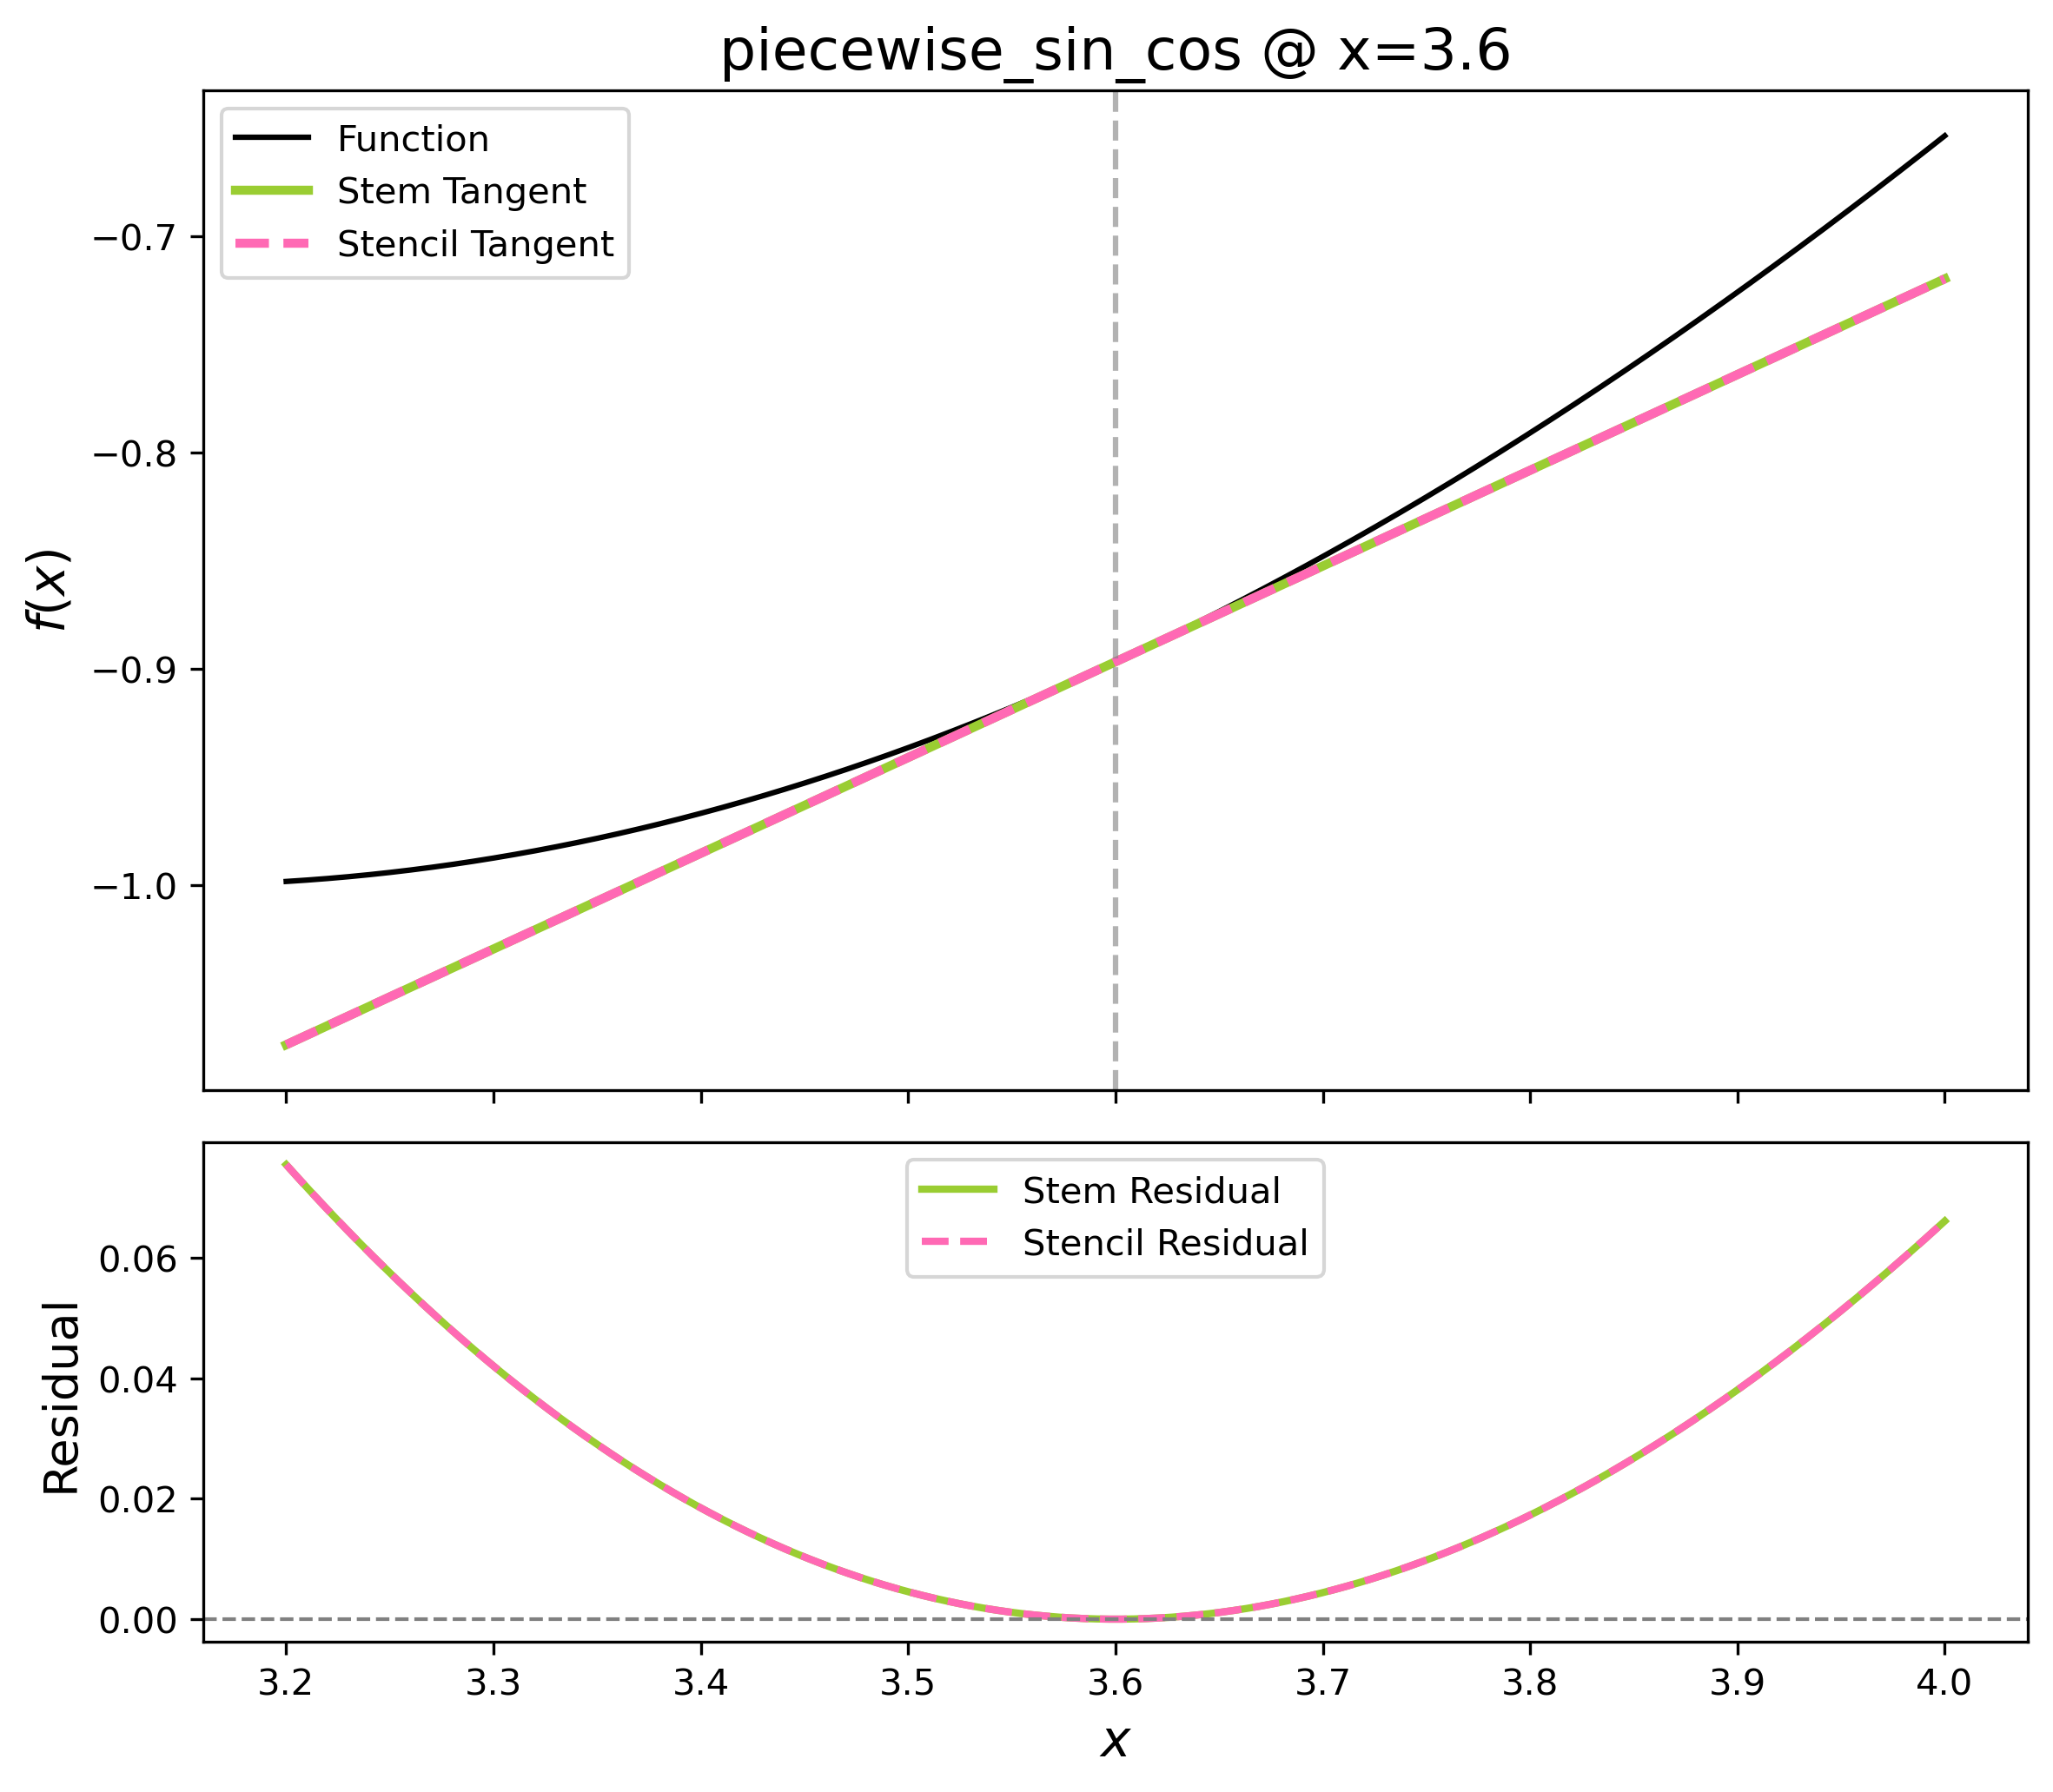 piecewise_sin_cos @ x=3.6
Function
Stem Tangent
Stencil Tangent
f(x)
−0.7
−0.8
−0.9
−1.0
Stem Residual
Stencil Residual
Residual
0.06
0.04
0.02
0.00
3.2 3.3 3.4 3.5 3.6 3.7 3.8 3.9 4.0
x